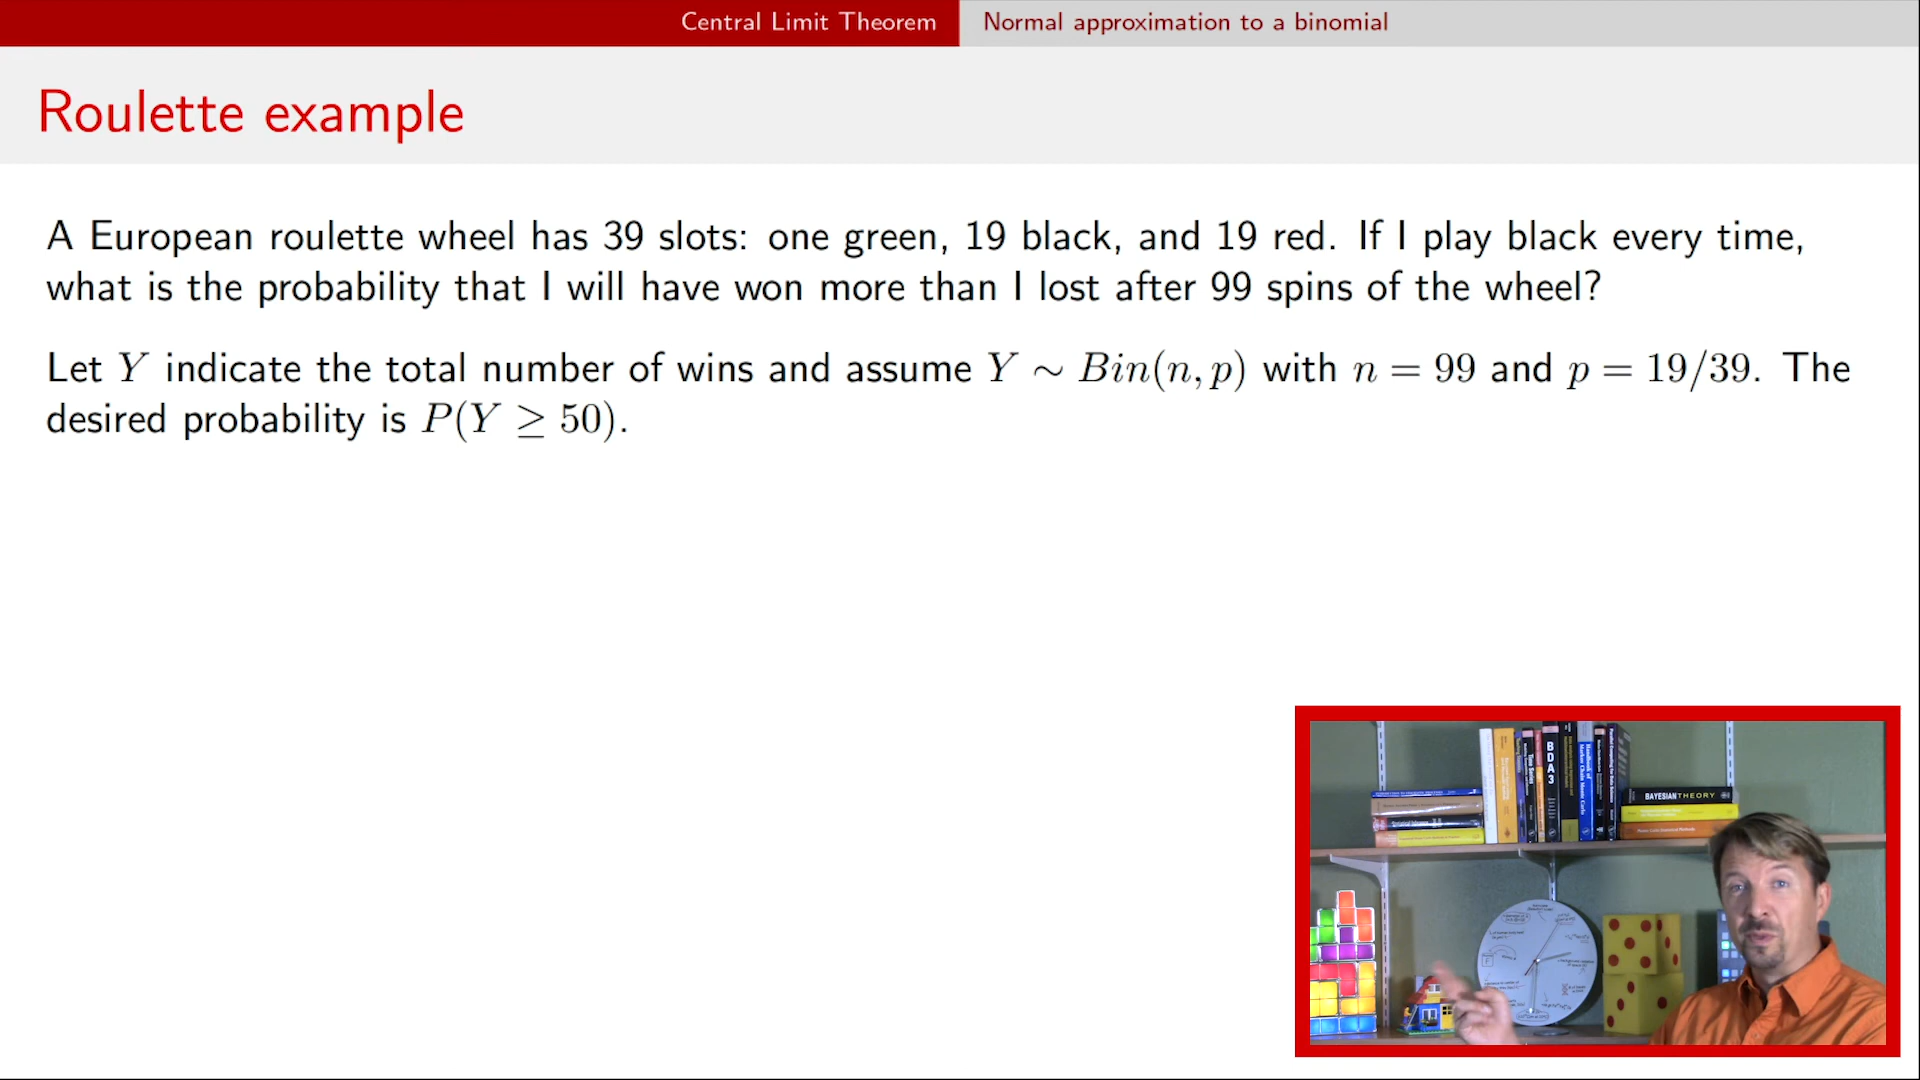 Central Limit Theorem
Normal approximation to a binomial
Roulette example
A European roulette wheel has 39 slots: one green, 19 black, and 19 red. If I play black every time,
what is the probability that I will have won more than I lost after 99 spins of the wheel?
Let Y indicate the total number of wins and assume Y ∼ Bin(n, p) with n = 99 and p = 19/39. The
desired probability is P(Y ≥ 50).
BDA3
BAYESIAN THEORY